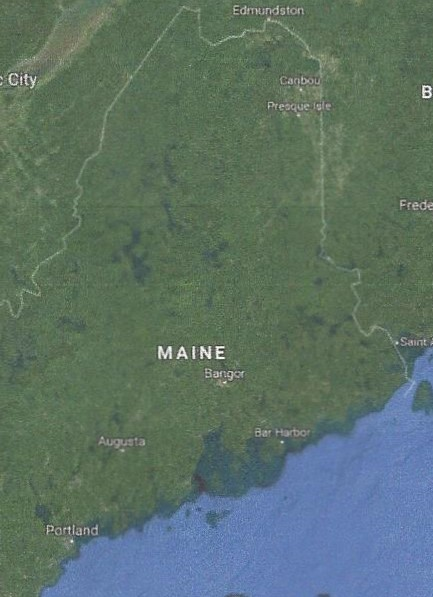 Edmundston
c City
Caribou
Presque Isle
B
Frede
MAINE
Saint A
Bangor
Bar Harbor
Augusta
Portland